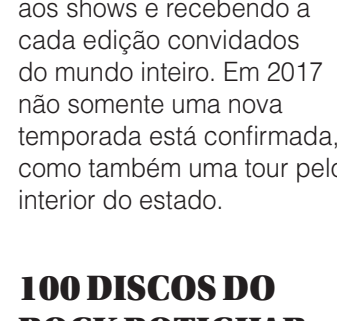 aos shows e recebendo a
cada edição convidados
do mundo inteiro. Em 2017
não somente uma nova
temporada está confirmada,
como também uma tour pelo
interior do estado.
100 DISCOS DO
ROCK POTIGUAR